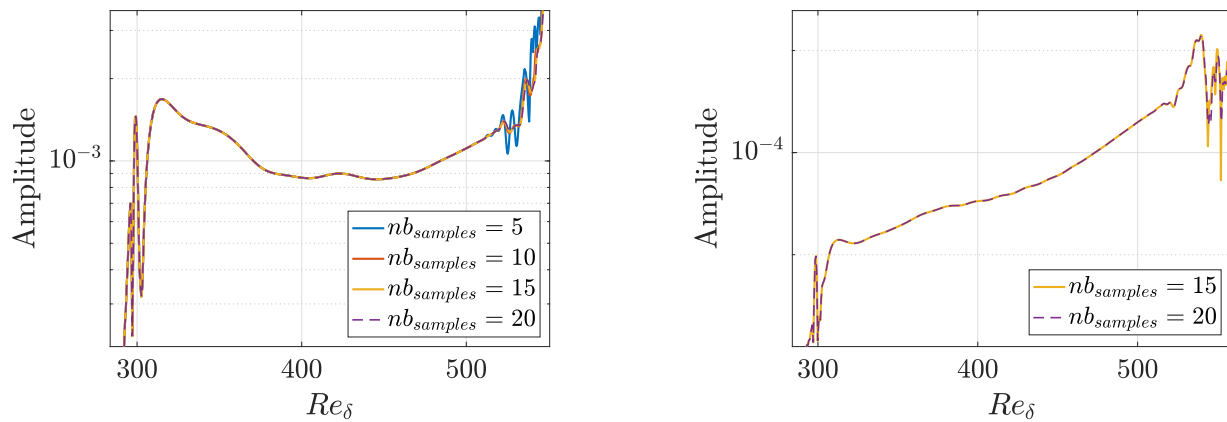 Amplitude
10^{-3}
300
400
500
Re_δ
nb_{samples} = 5
nb_{samples} = 10
nb_{samples} = 15
nb_{samples} = 20
Amplitude
10^{-4}
300
400
500
Re_δ
nb_{samples} = 15
nb_{samples} = 20